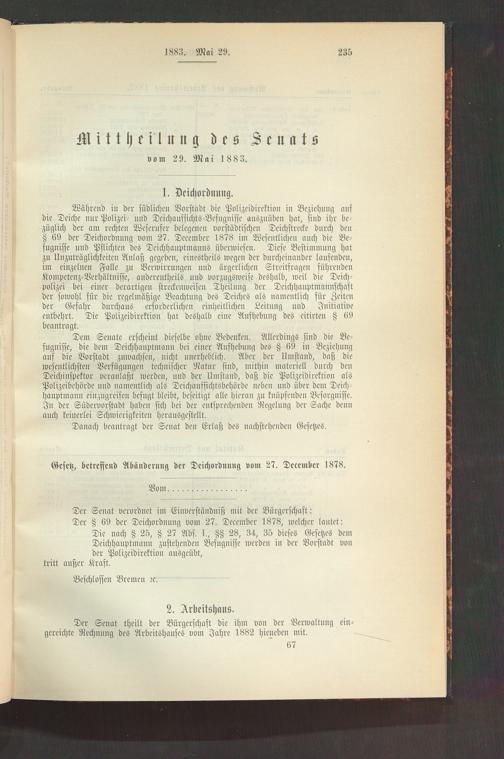 1883. Mai 29.
235
Mittheilung des Senats
vom 29. Mai 1883.
1. Deichordnung.
Während in der südlichen Vorstadt die Polizeidirektion in Beziehung auf
die Deiche nur Polizei- und Deichaufsichts-Befugnisse auszuüben hat, sind ihr be-
züglich der am rechten Weserufer belegenen vorstädtischen Deichstrecke durch den
§ 69 der Deichordnung vom 27. December 1878 im Wesentlichen auch die Be-
fugnisse und Pflichten des Deichhauptmanns überwiesen. Diese Bestimmung hat
zu Unzuträglichkeiten Anlaß gegeben, einestheils wegen der durcheinander laufenden,
im einzelnen Falle zu Verwirrungen und ärgerlichen Streitfragen führenden
Kompetenz-Verhältnisse, anderentheils und vorzugsweise deshalb, weil die Deich-
polizei bei einer derartigen streckenweisen Theilung der Deichhauptmannschaft
der sowohl für die regelmäßige Beachtung des Deiches als namentlich für Zeiten
der Gefahr durchaus erforderlichen einheitlichen Leitung und Initiative
entbehrt. Die Polizeidirektion hat deshalb eine Aufhebung des citirten § 69
beantragt.
Dem Senate erscheint dieselbe ohne Bedenken. Allerdings sind die Be-
fugnisse, die dem Deichhauptmann bei einer Aufhebung des § 69 in Beziehung
auf die Vorstadt zuwachsen, nicht unerheblich. Aber der Umstand, daß die
wesentlichsten Verfügungen technischer Natur sind, mithin materiell durch den
Deichinspector veranlaßt werden, und der Umstand, daß die Polizeidirektion als
Polizeibehörde und namentlich als Deichaufsichtsbehörde neben und über dem Deich-
hauptmann einzugreifen befugt bleibt, beseitigt alle hieran zu knüpfenden Besorgnisse.
In der Südervorstadt haben sich bei der entsprechenden Regelung der Sache denn
auch keinerlei Schwierigkeiten herausgestellt.
Danach beantragt der Senat den Erlaß des nachstehenden Gesetzes.
Gesetz, betreffend Abänderung der Deichordnung vom 27. December 1878.
Vom................
Der Senat verordnet im Einverständniß mit der Bürgerschaft:
Der § 69 der Deichordnung vom 27. December 1878, welcher lautet:
Die nach § 25, § 27 Abs. 1., §§ 28, 34, 35 dieses Gesetzes dem
Deichhauptmann zustehenden Befugnisse werden in der Vorstadt von
der Polizeidirektion ausgeübt,
tritt außer Kraft.
Beschlossen Bremen ꝛc.
2. Arbeitshaus.
Der Senat theilt der Bürgerschaft die ihm von der Verwaltung ein-
gereichte Rechnung des Arbeitshauses vom Jahre 1882 hieneben mit.
67